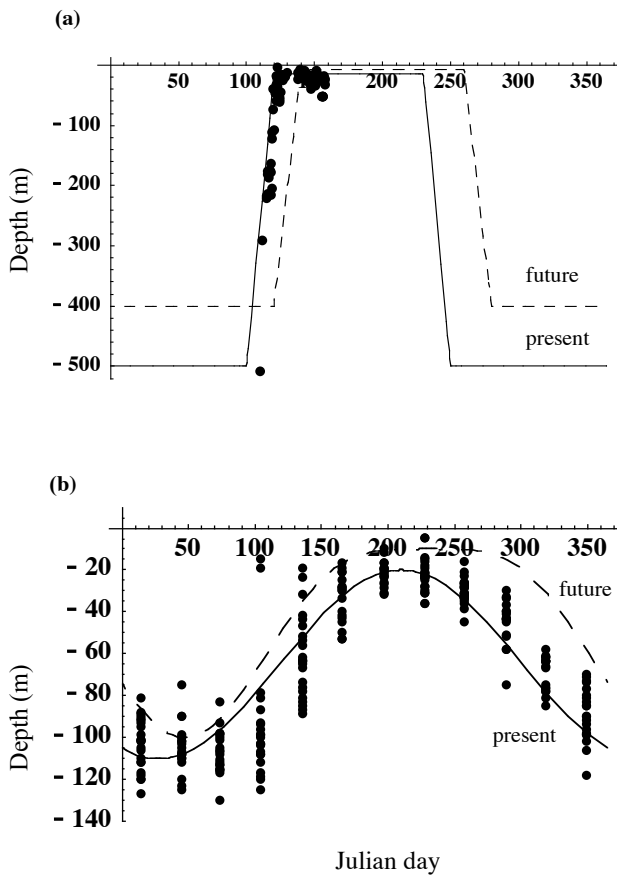 (a)
50 100 150 200 250 300 350
- 100
- 200
- 300
- 400
- 500
Depth (m)
future
present
(b)
50 100 150 200 250 300 350
- 20
- 40
- 60
- 80
- 100
- 120
- 140
Depth (m)
future
present
Julian day